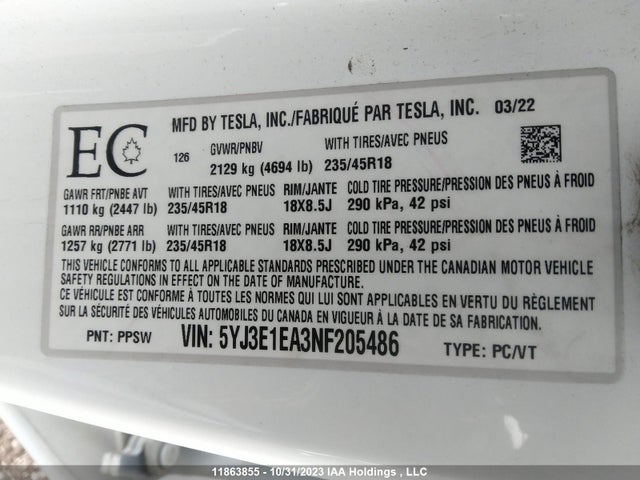 EC
MFD BY TESLA, INC./FABRIQUÉ PAR TESLA, INC. 03/22
126
GVWR/PNBV WITH TIRES/AVEC PNEUS
2129 kg (4694 lb) 235/45R18
GAWR FRT/PNBE AVT WITH TIRES/AVEC PNEUS RIM/JANTE COLD TIRE PRESSURE/PRESSION DES PNEUS À FROID
1110 kg (2447 lb) 235/45R18 18X8.5J 290 kPa, 42 psi
GAWR RR/PNBE ARR WITH TIRES/AVEC PNEUS RIM/JANTE COLD TIRE PRESSURE/PRESSION DES PNEUS À FROID
1257 kg (2771 lb) 235/45R18 18X8.5J 290 kPa, 42 psi
THIS VEHICLE CONFORMS TO ALL APPLICABLE STANDARDS PRESCRIBED UNDER THE CANADIAN MOTOR VEHICLE
SAFETY REGULATIONS IN EFFECT ON THE DATE OF MANUFACTURE.
CE VÉHICULE EST CONFORME À TOUTES LES NORMES QUI LUI SONT APPLICABLES EN VERTU DU RÈGLEMENT
SUR LA SÉCURITÉ DES VÉHICULES AUTOMOBILES DU CANADA EN VIGUEUR À LA DATE DE SA FABRICATION.
PNT: PPSW VIN: 5YJ3E1EA3NF205486 TYPE: PC/VT
11863855 - 10/31/2023 IAA Holdings , LLC